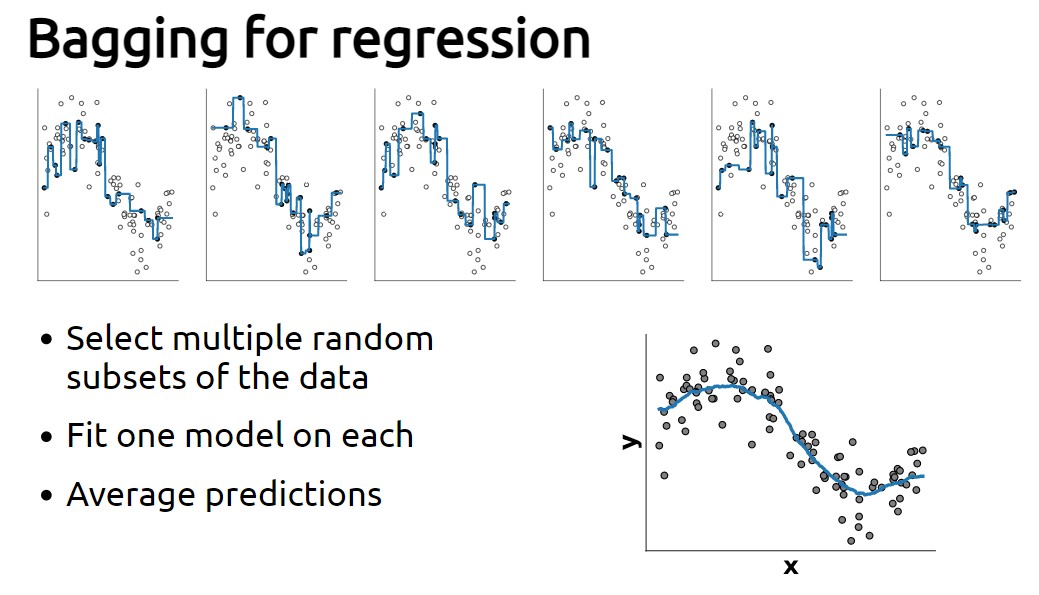 Bagging for regression
• Select multiple random
subsets of the data
• Fit one model on each
• Average predictions
y
x